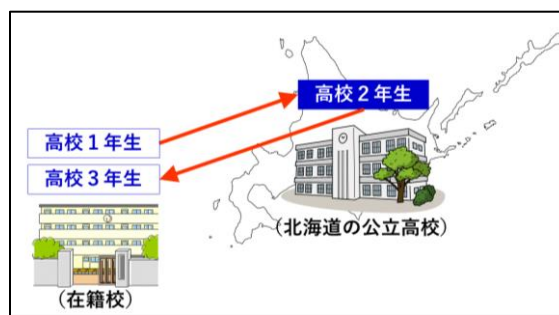 高校２年生
高校１年生
高校３年生
(北海道の公立高校)
(在籍校)